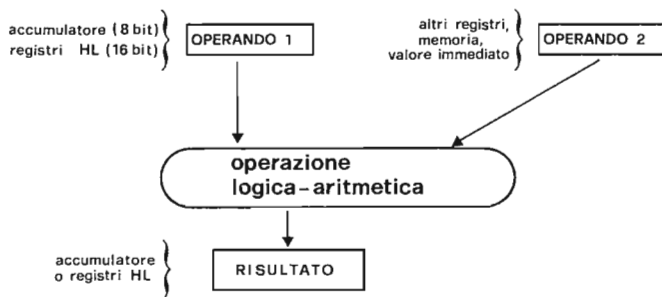 accumulatore (8 bit)
registri HL (16 bit)
OPERANDO 1
altri registri,
memoria,
valore immediato
OPERANDO 2
operazione
logica-aritmetica
accumulatore
o registri HL
RISULTATO